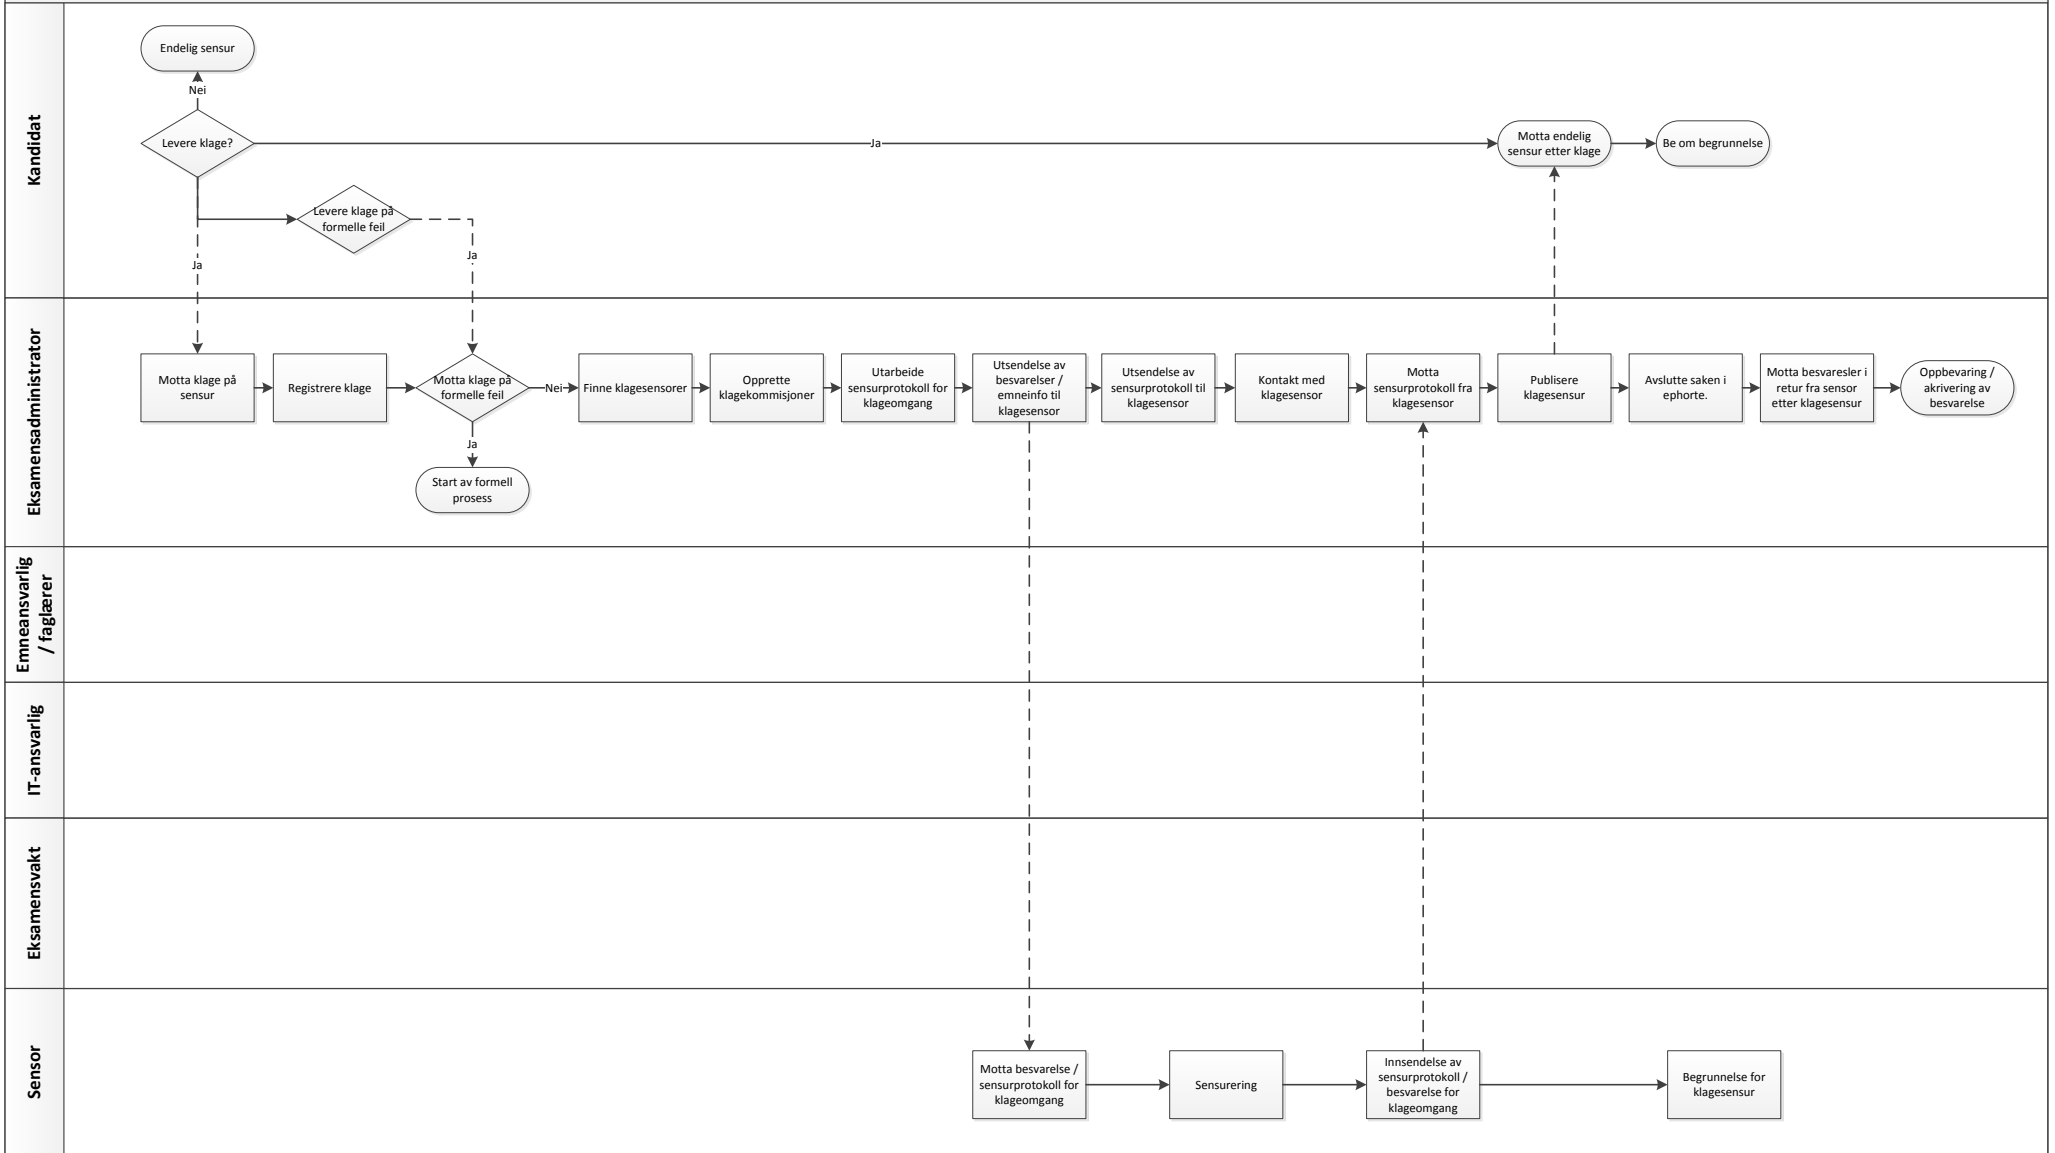 Kandidat
Endelig sensur
Nei
Levere klage?
Ja
Motta endelig
sensur etter klage
Be om begrunnelse
Levere klage på
formelle feil
Ja
Ja
Eksamensadministrator
Motta klage på
sensur
Registrere klage
Motta klage på
formelle feil
Nei
Finne klagesensorer
Opprette
klagekommisjoner
Utarbeide
sensurprotokoll for
klageomgang
Utsendelse av
besvarelser /
emneinfo til
klagesensor
Utsendelse av
sensurprotokoll til
klagesensor
Kontakt med
klagesensor
Motta
sensurprotokoll fra
klagesensor
Publisere
klagesensur
Avslutte saken i
ephorte.
Motta besvaresler i
retur fra sensor
etter klagesensur
Oppbevaring /
akrivering av
besvarelse
Ja
Start av formell
prosess
Emneansvarlig
/ faglærer
IT-ansvarlig
Eksamensvakt
Sensor
Motta besvarelse /
sensurprotokoll for
klageomgang
Sensurering
Innsendelse av
sensurprotokoll /
besvarelse for
klageomgang
Begrunnelse for
klagesensur